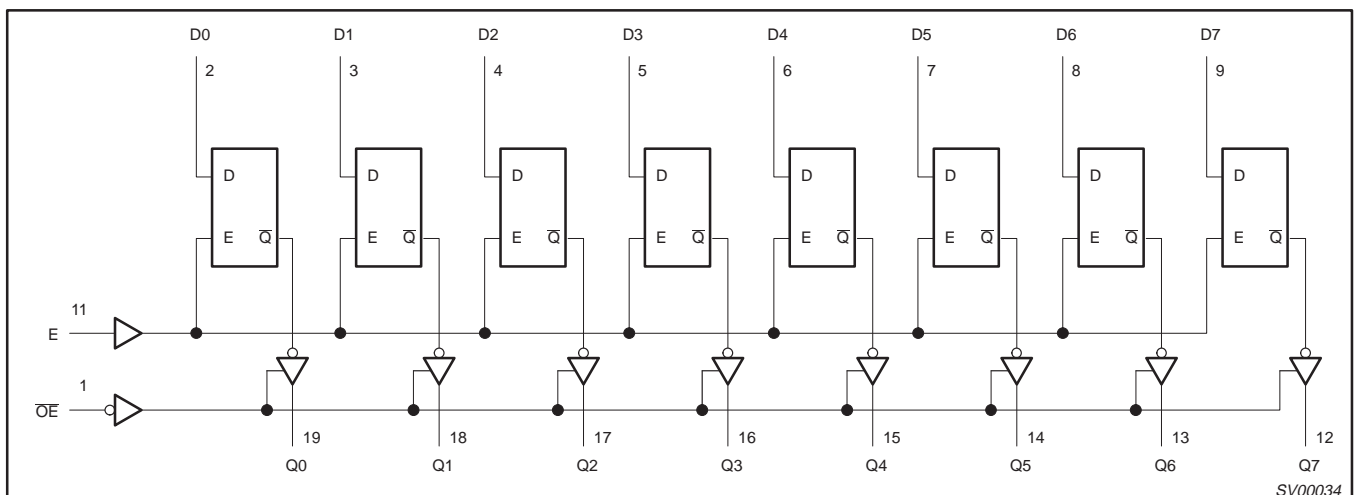 D0 D1 D2 D3 D4 D5 D6 D7
2 3 4 5 6 7 8 9
D D D D D D D D
E Q̅ E Q̅ E Q̅ E Q̅ E Q̅ E Q̅ E Q̅ E Q̅
11
E
1
O̅E̅
19 18 17 16 15 14 13 12
Q0 Q1 Q2 Q3 Q4 Q5 Q6 Q7
SV00034